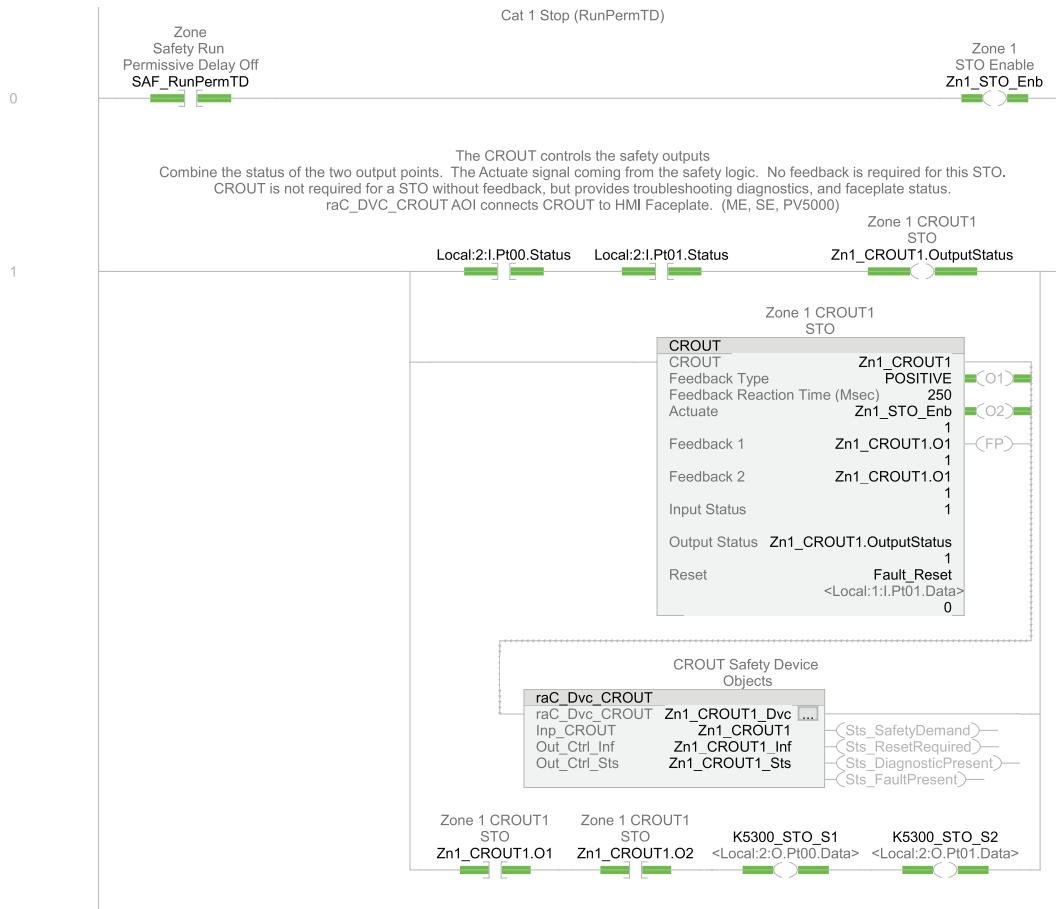 Cat 1 Stop (RunPermTD)
Zone
Safety Run
Permissive Delay Off
SAF_RunPermTD
Zone 1
STO Enable
Zn1_STO_Enb
0
The CROUT controls the safety outputs
Combine the status of the two output points.  The Actuate signal coming from the safety logic.  No feedback is required for this STO.
CROUT is not required for a STO without feedback, but provides troubleshooting diagnostics, and faceplate status.
raC_DVC_CROUT AOI connects CROUT to HMI Faceplate.  (ME, SE, PV5000)
Zone 1 CROUT1
STO
Local:2:I.Pt00.Status Local:2:I.Pt01.Status Zn1_CROUT1.OutputStatus
1
Zone 1 CROUT1
STO
CROUT
CROUT Zn1_CROUT1
Feedback Type POSITIVE (O1)
Feedback Reaction Time (Msec) 250
Actuate Zn1_STO_Enb (O2)
1
Feedback 1 Zn1_CROUT1.O1 (FP)
1
Feedback 2 Zn1_CROUT1.O1
1
Input Status 1
Output Status Zn1_CROUT1.OutputStatus
1
Reset Fault_Reset
<Local:1:I.Pt01.Data>
0
CROUT Safety Device
Objects
raC_Dvc_CROUT
raC_Dvc_CROUT Zn1_CROUT1_Dvc ...
Inp_CROUT Zn1_CROUT1 (Sts_SafetyDemand)
Out_Ctrl_Inf Zn1_CROUT1_Inf (Sts_ResetRequired)
Out_Ctrl_Sts Zn1_CROUT1_Sts (Sts_DiagnosticPresent)
(Sts_FaultPresent)
Zone 1 CROUT1 Zone 1 CROUT1
STO STO K5300_STO_S1 K5300_STO_S2
Zn1_CROUT1.O1 Zn1_CROUT1.O2 <Local:2:O.Pt00.Data> <Local:2:O.Pt01.Data>